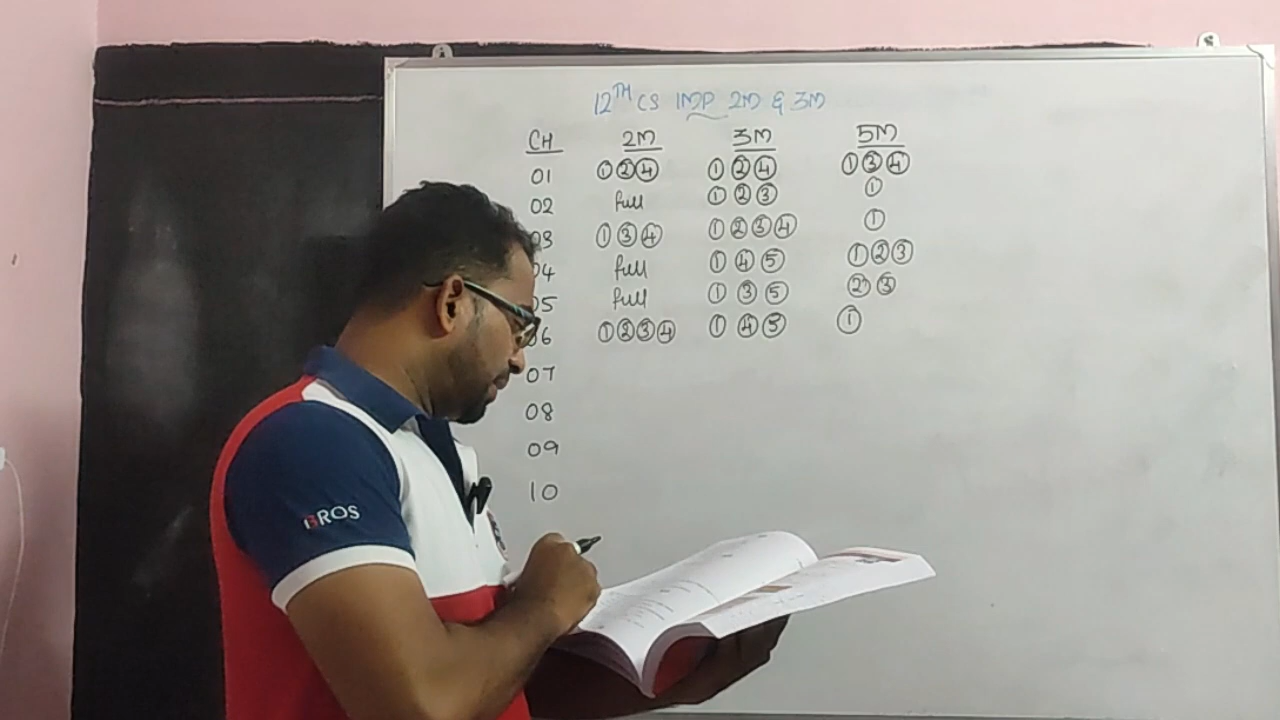 12TH CS IMP 2M & 3M
CH 2M 3M 5M
01 ① ② ④ ① ② ④ ① ③ ④
02 full ① ② ③ ①
03 ① ③ ④ ① ② ③ ④ ①
04 full ① ④ ⑤ ① ② ③
05 full ① ③ ⑤ ② ③
06 ① ② ③ ④ ① ④ ⑤ ①
07
08
09
10
BROS